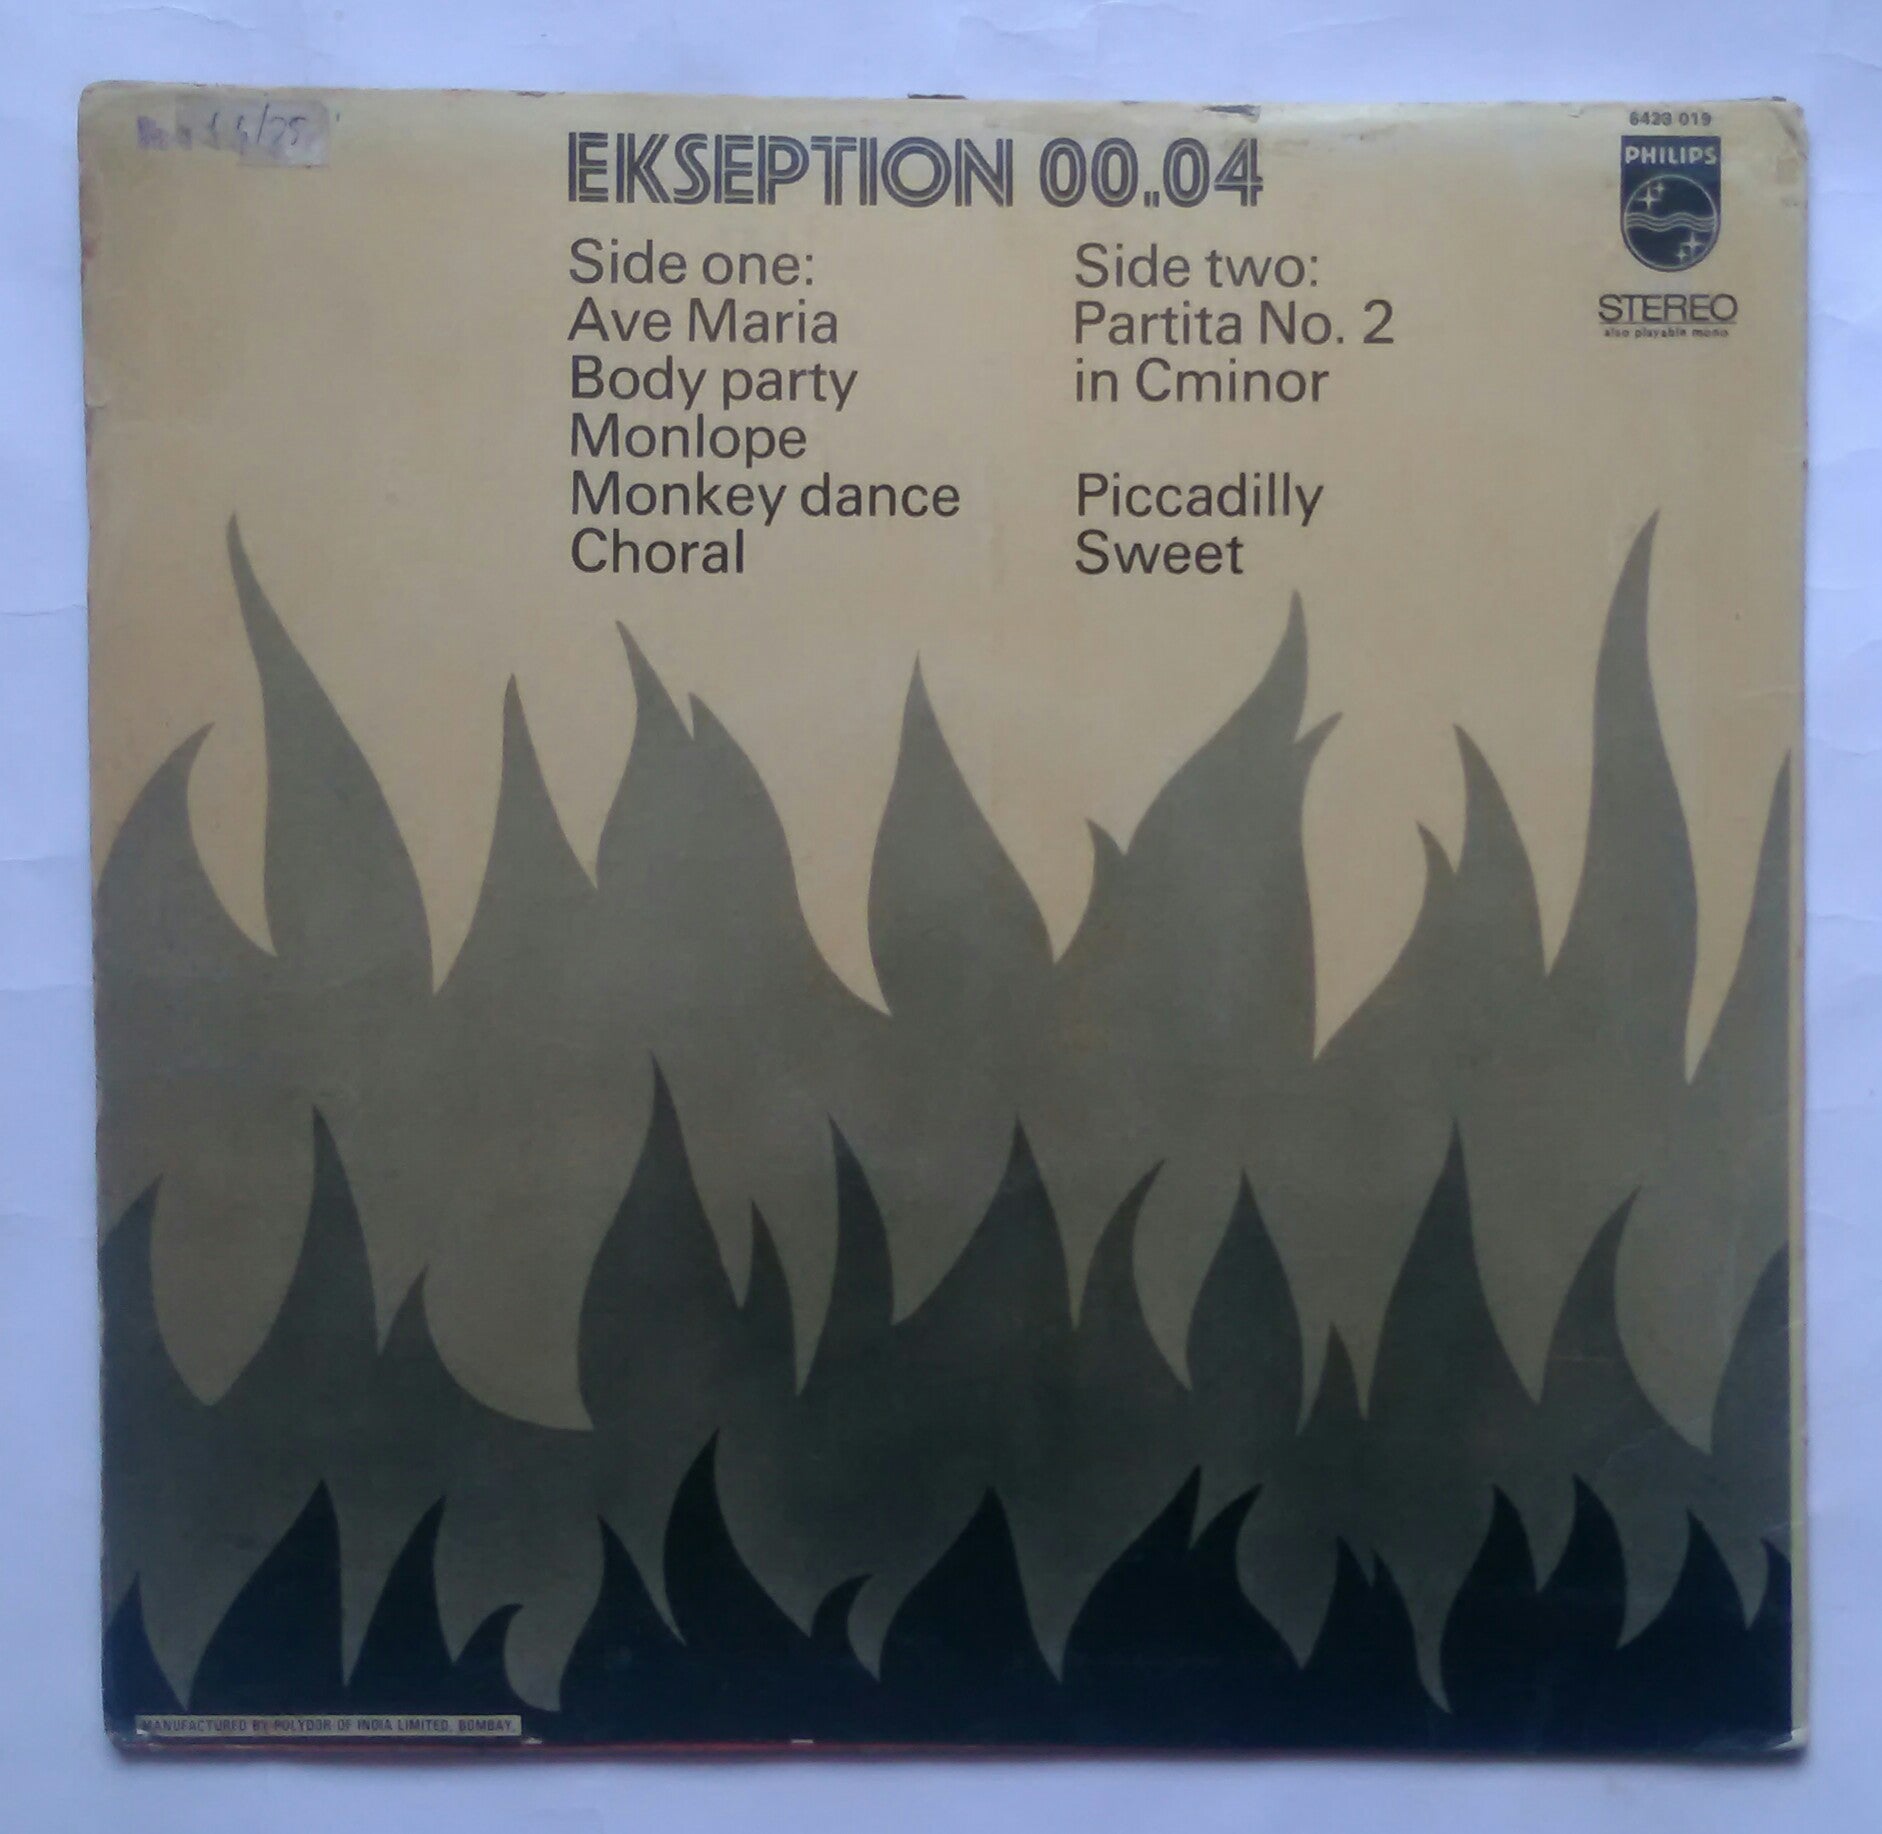 EKSEPTION 00..04
6423 019
PHILIPS
STEREO
also playable mono
Side one:
Ave Maria
Body party
Monlope
Monkey dance
Choral
Side two:
Partita No. 2
in Cminor
Piccadilly
Sweet
MANUFACTURED BY POLYDOR OF INDIA LIMITED, BOMBAY.